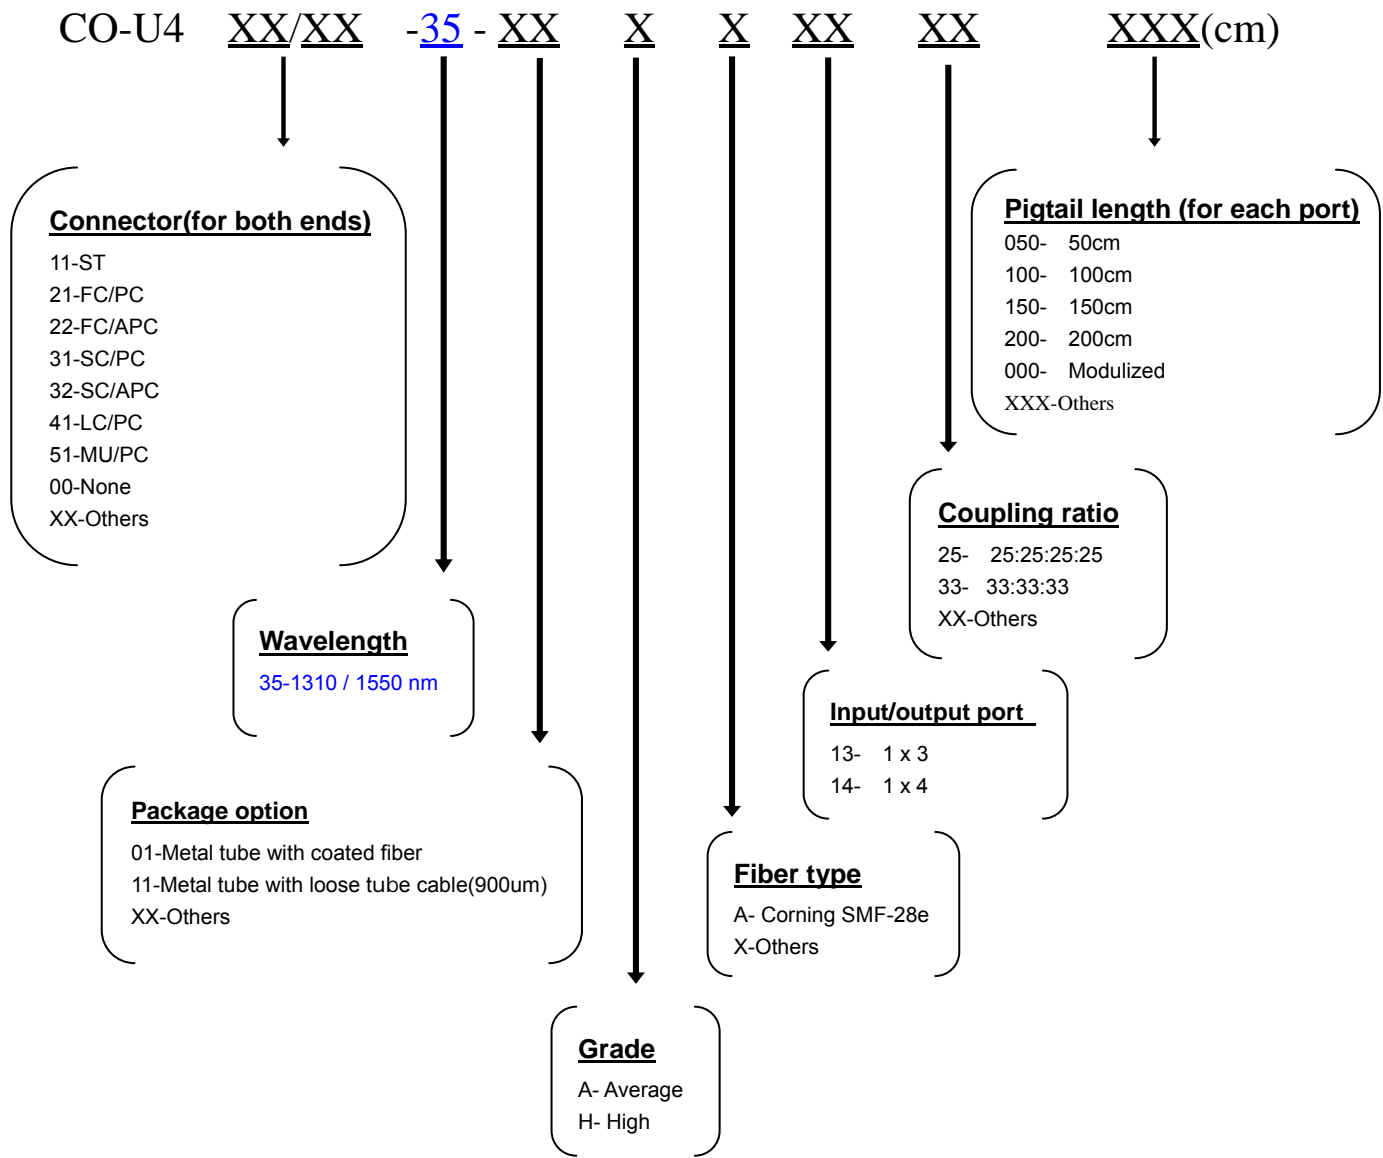 CO-U4 XX/XX -35 - XX X X XX XX XXX(cm)
Connector(for both ends)
11-ST
21-FC/PC
22-FC/APC
31-SC/PC
32-SC/APC
41-LC/PC
51-MU/PC
00-None
XX-Others
Pigtail length (for each port)
050- 50cm
100- 100cm
150- 150cm
200- 200cm
000- Modulized
XXX-Others
Coupling ratio
25- 25:25:25:25
33- 33:33:33
XX-Others
Wavelength
35-1310 / 1550 nm
Input/output port
13- 1 x 3
14- 1 x 4
Package option
01-Metal tube with coated fiber
11-Metal tube with loose tube cable(900um)
XX-Others
Fiber type
A- Corning SMF-28e
X-Others
Grade
A- Average
H- High